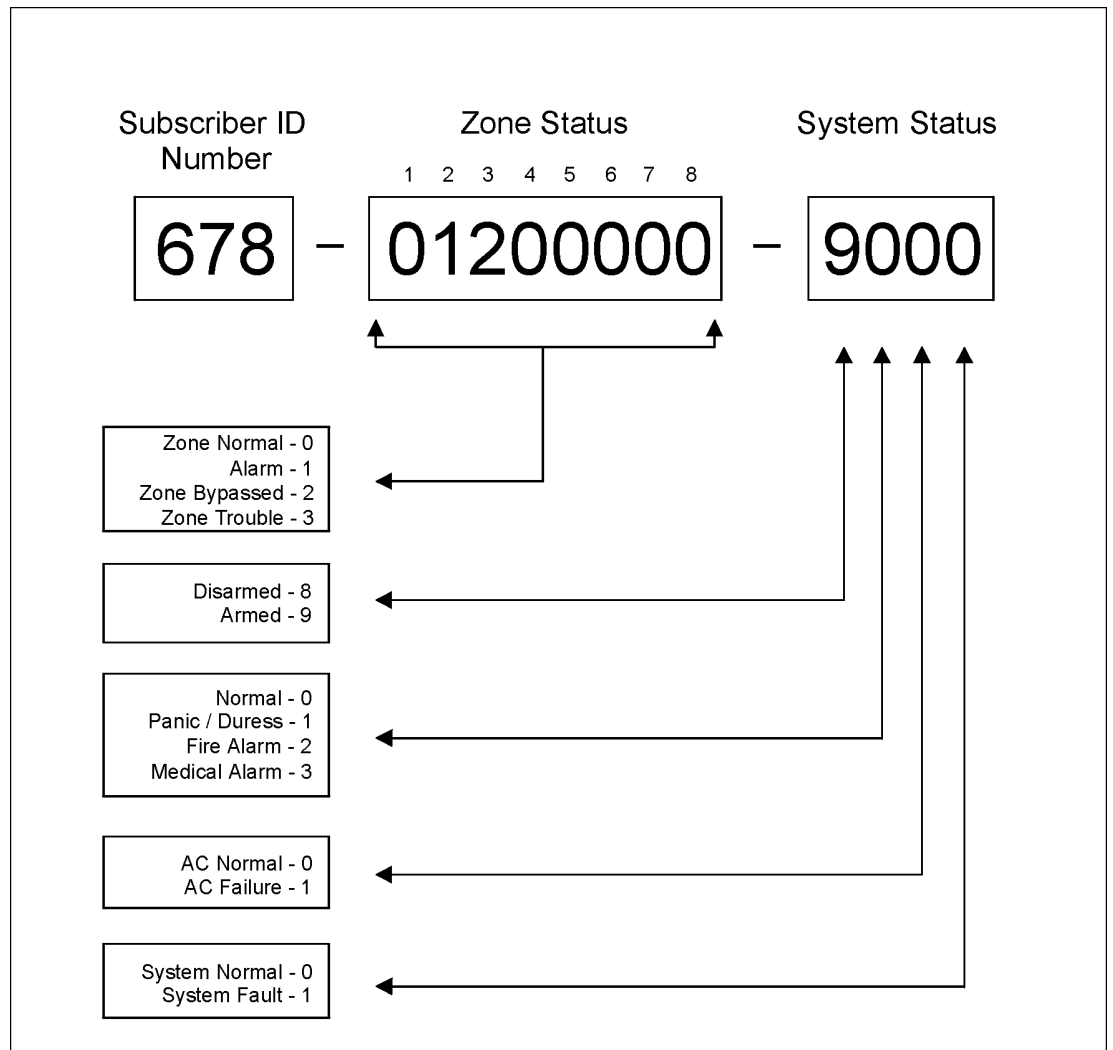 Subscriber ID
Number
Zone Status
System Status
1 2 3 4 5 6 7 8
678 – 01200000 – 9000
Zone Normal - 0
Alarm - 1
Zone Bypassed - 2
Zone Trouble - 3
Disarmed - 8
Armed - 9
Normal - 0
Panic / Duress - 1
Fire Alarm - 2
Medical Alarm - 3
AC Normal - 0
AC Failure - 1
System Normal - 0
System Fault - 1